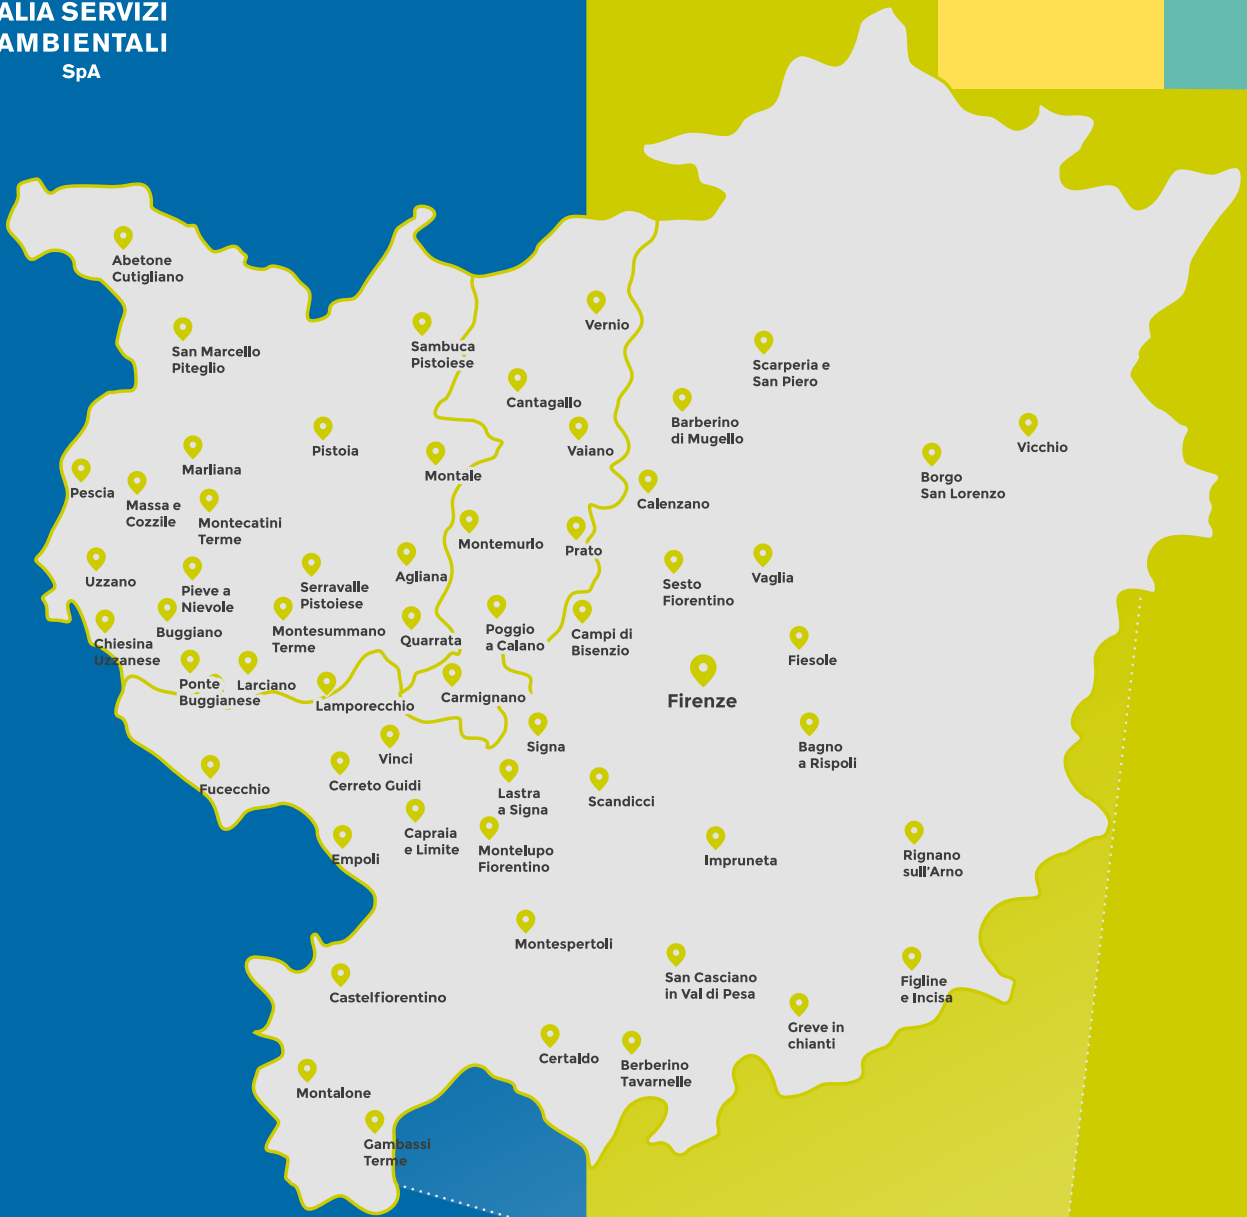 ALIA SERVIZI
AMBIENTALI
SpA
Abetone
Cutigliano
San Marcello
Piteglio
Sambuca
Pistoiese
Vernio
Scarperia e
San Piero
Cantagallo
Barberino
di Mugello
Vicchio
Pistoia
Vaiano
Marliana
Montale
Borgo
San Lorenzo
Pescia
Massa e
Cozzile
Calenzano
Montecatini
Terme
Montemurlo
Prato
Uzzano
Pieve a
Nievole
Serravalle
Pistoiese
Agliana
Sesto
Fiorentino
Vaglia
Chiesina
Uzzanese
Buggiano
Montesummano
Terme
Quarrata
Poggio
a Calano
Campi di
Bisenzio
Fiesole
Ponte
Buggianese
Larciano
Lamporecchio
Carmignano
Firenze
Vinci
Signa
Bagno
a Rispoli
Fucecchio
Cerreto Guidi
Lastra
a Signa
Scandicci
Capraia
e Limite
Empoli
Montelupo
Fiorentino
Impruneta
Rignano
sull'Arno
Montespertoli
San Casciano
in Val di Pesa
Figline
e Incisa
Castelfiorentino
Greve in
chianti
Certaldo
Berberino
Tavarnelle
Montalone
Gambassi
Terme